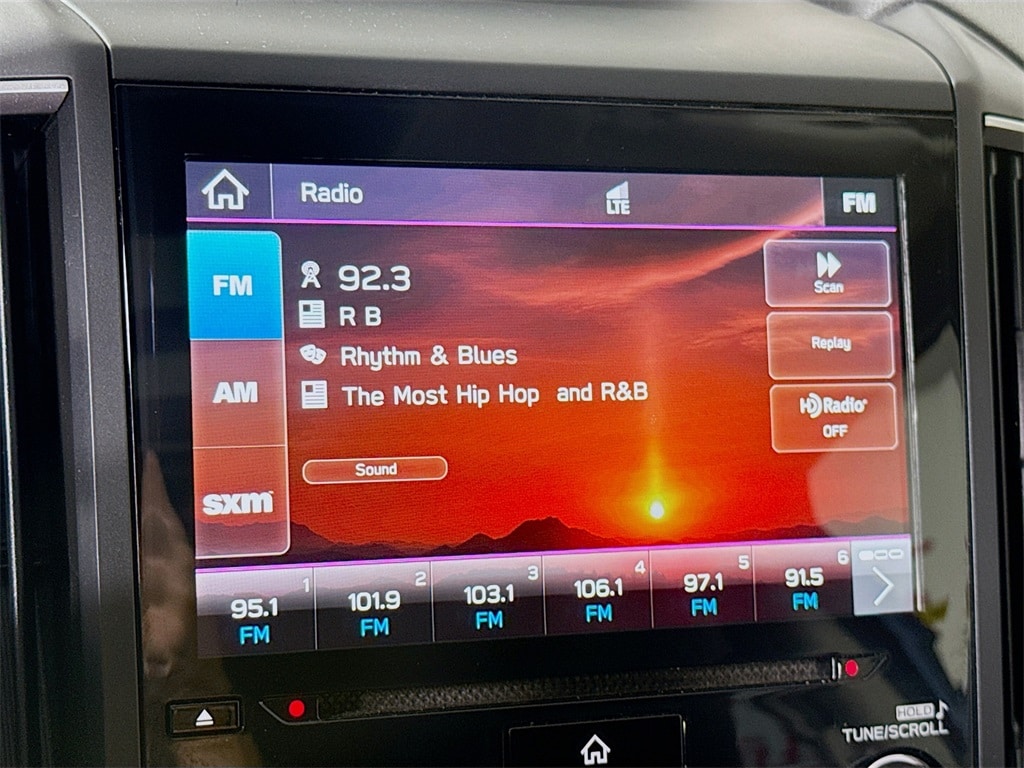 Radio
LTE
FM
FM
AM
sxm
92.3
R B
Rhythm & Blues
The Most Hip Hop and R&B
Sound
Scan
Replay
HD Radio
OFF
1
95.1
FM
2
101.9
FM
3
103.1
FM
4
106.1
FM
5
97.1
FM
6
91.5
FM
HOLD
TUNE/SCROLL